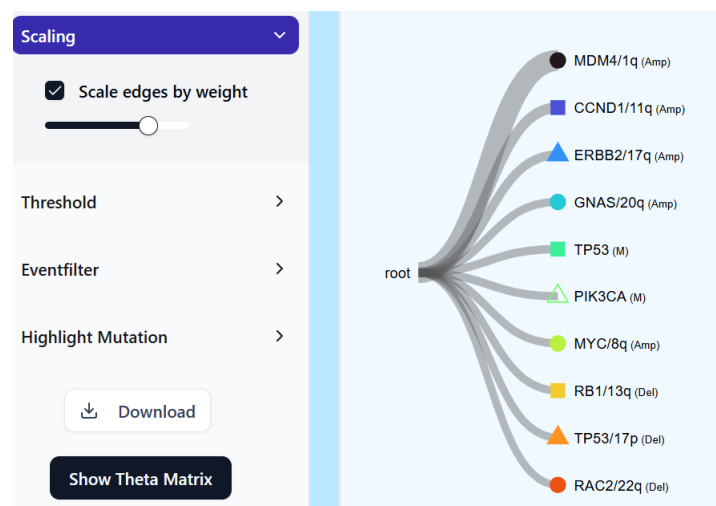 Scaling
Scale edges by weight
Threshold
Eventfilter
Highlight Mutation
Download
Show Theta Matrix
root
MDM4/1q (Amp)
CCND1/11q (Amp)
ERBB2/17q (Amp)
GNAS/20q (Amp)
TP53 (M)
PIK3CA (M)
MYC/8q (Amp)
RB1/13q (Del)
TP53/17p (Del)
RAC2/22q (Del)